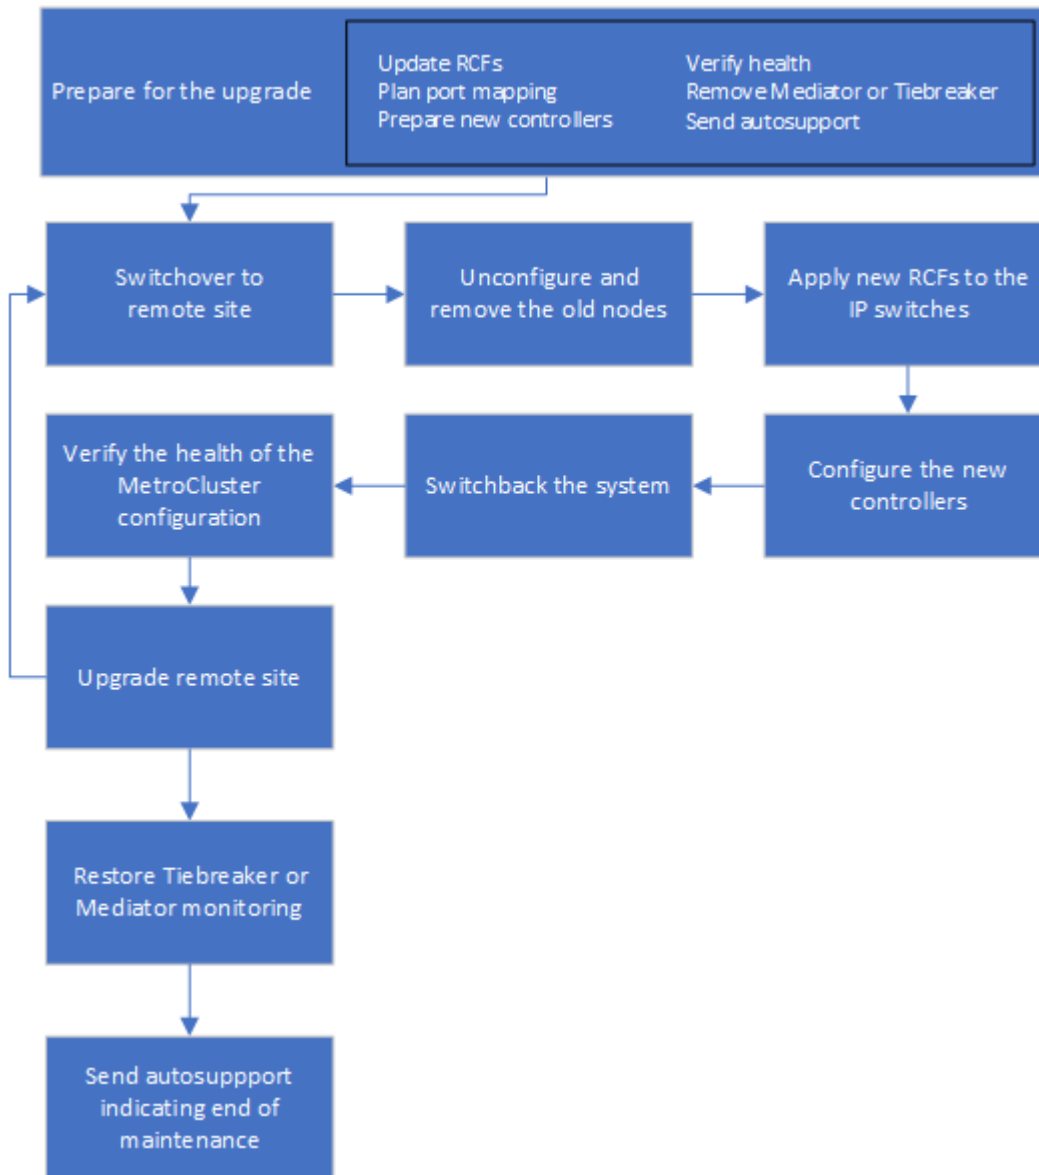 Prepare for the upgrade
Update RCFs
Plan port mapping
Prepare new controllers
Verify health
Remove Mediator or Tiebreaker
Send autosupport
Switchover to
remote site
Unconfigure and
remove the old nodes
Apply new RCFs to the
IP switches
Configure the new
controllers
Switchback the system
Verify the health of the
MetroCluster
configuration
Upgrade remote site
Restore Tiebreaker or
Mediator monitoring
Send autosuppport
indicating end of
maintenance